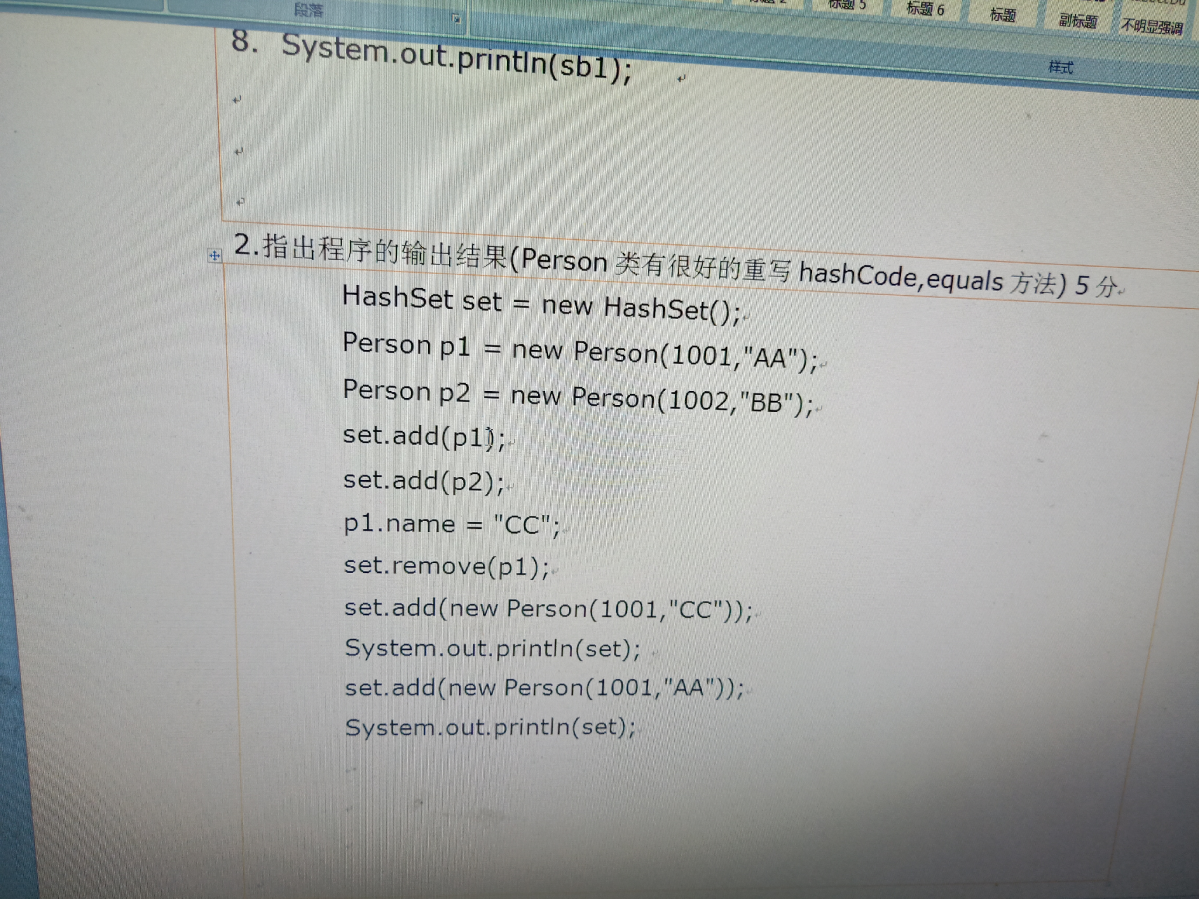 段落
标题 5
标题 6
标题
副标题
不明显强调
样式
8. System.out.println(sb1);
2.指出程序的输出结果(Person 类有很好的重写 hashCode,equals 方法) 5 分
HashSet set = new HashSet();
Person p1 = new Person(1001,"AA");
Person p2 = new Person(1002,"BB");
set.add(p1);
set.add(p2);
p1.name = "CC";
set.remove(p1);
set.add(new Person(1001,"CC"));
System.out.println(set);
set.add(new Person(1001,"AA"));
System.out.println(set);